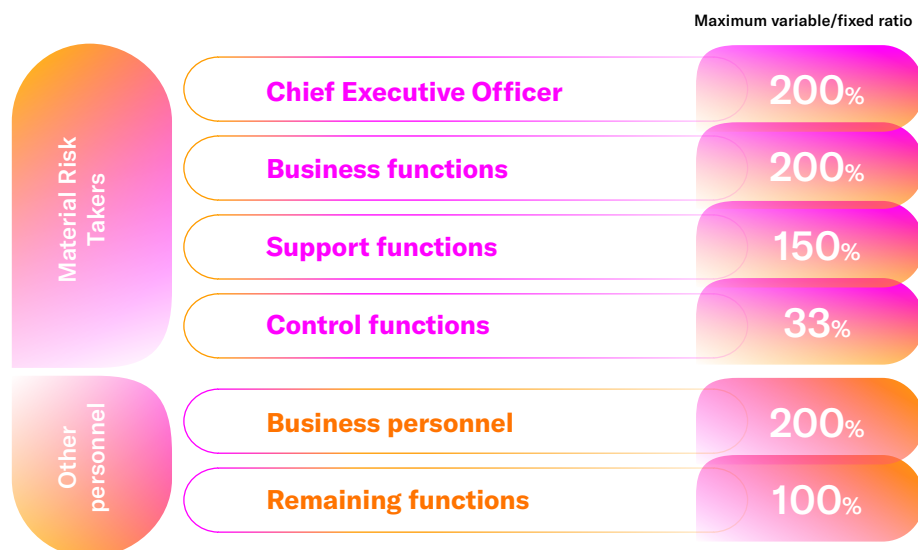 Maximum variable/fixed ratio
Material Risk
Takers
Chief Executive Officer
200%
Business functions
200%
Support functions
150%
Control functions
33%
Other
personnel
Business personnel
200%
Remaining functions
100%